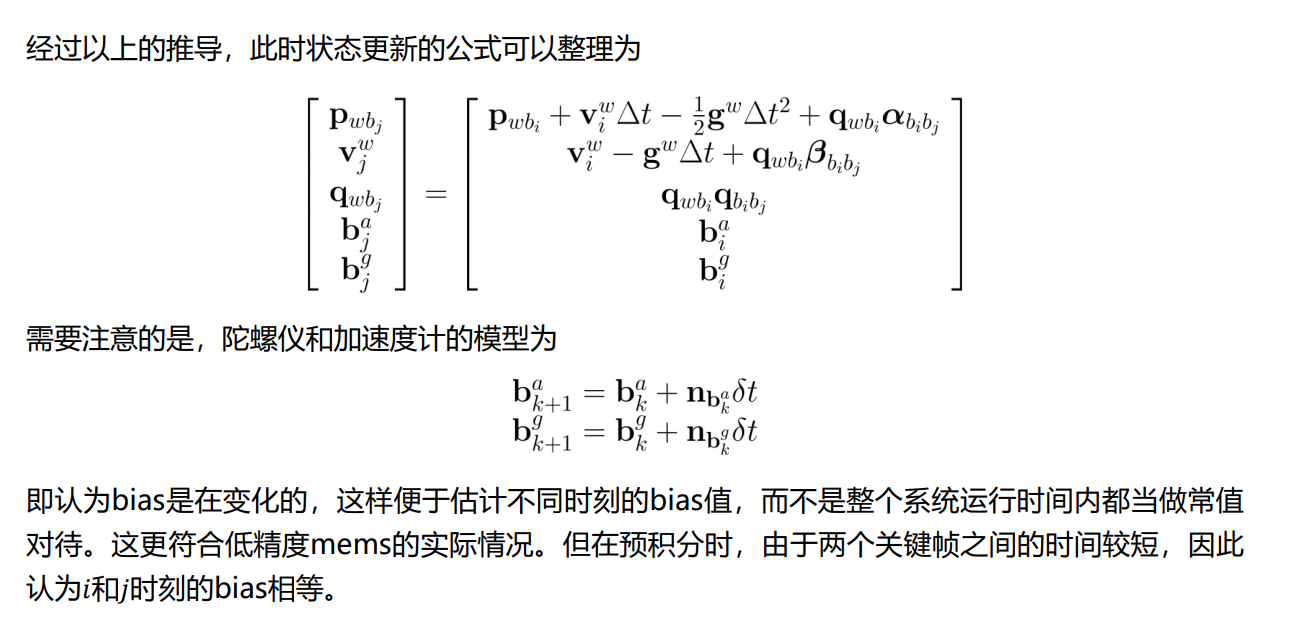 经过以上的推导，此时状态更新的公式可以整理为
$$\begin{bmatrix} \mathbf{p}_{wb_j} \\ \mathbf{v}_j^w \\ \mathbf{q}_{wb_j} \\ \mathbf{b}_j^a \\ \mathbf{b}_j^g \end{bmatrix} = \begin{bmatrix} \mathbf{p}_{wb_i} + \mathbf{v}_i^w \Delta t - \frac{1}{2} \mathbf{g}^w \Delta t^2 + \mathbf{q}_{wb_i} \boldsymbol{\alpha}_{b_i b_j} \\ \mathbf{v}_i^w - \mathbf{g}^w \Delta t + \mathbf{q}_{wb_i} \boldsymbol{\beta}_{b_i b_j} \\ \mathbf{q}_{wb_i} \mathbf{q}_{b_i b_j} \\ \mathbf{b}_i^a \\ \mathbf{b}_i^g \end{bmatrix}$$
需要注意的是，陀螺仪和加速度计的模型为
$$\mathbf{b}_{k+1}^a = \mathbf{b}_k^a + \mathbf{n}_{\mathbf{b}_k^a} \delta t$$
$$\mathbf{b}_{k+1}^g = \mathbf{b}_k^g + \mathbf{n}_{\mathbf{b}_k^g} \delta t$$
即认为bias是在变化的，这样便于估计不同时刻的bias值，而不是整个系统运行时间内都当做常值
对待。这更符合低精度mems的实际情况。但在预积分时，由于两个关键帧之间的时间较短，因此
认为i和j时刻的bias相等。